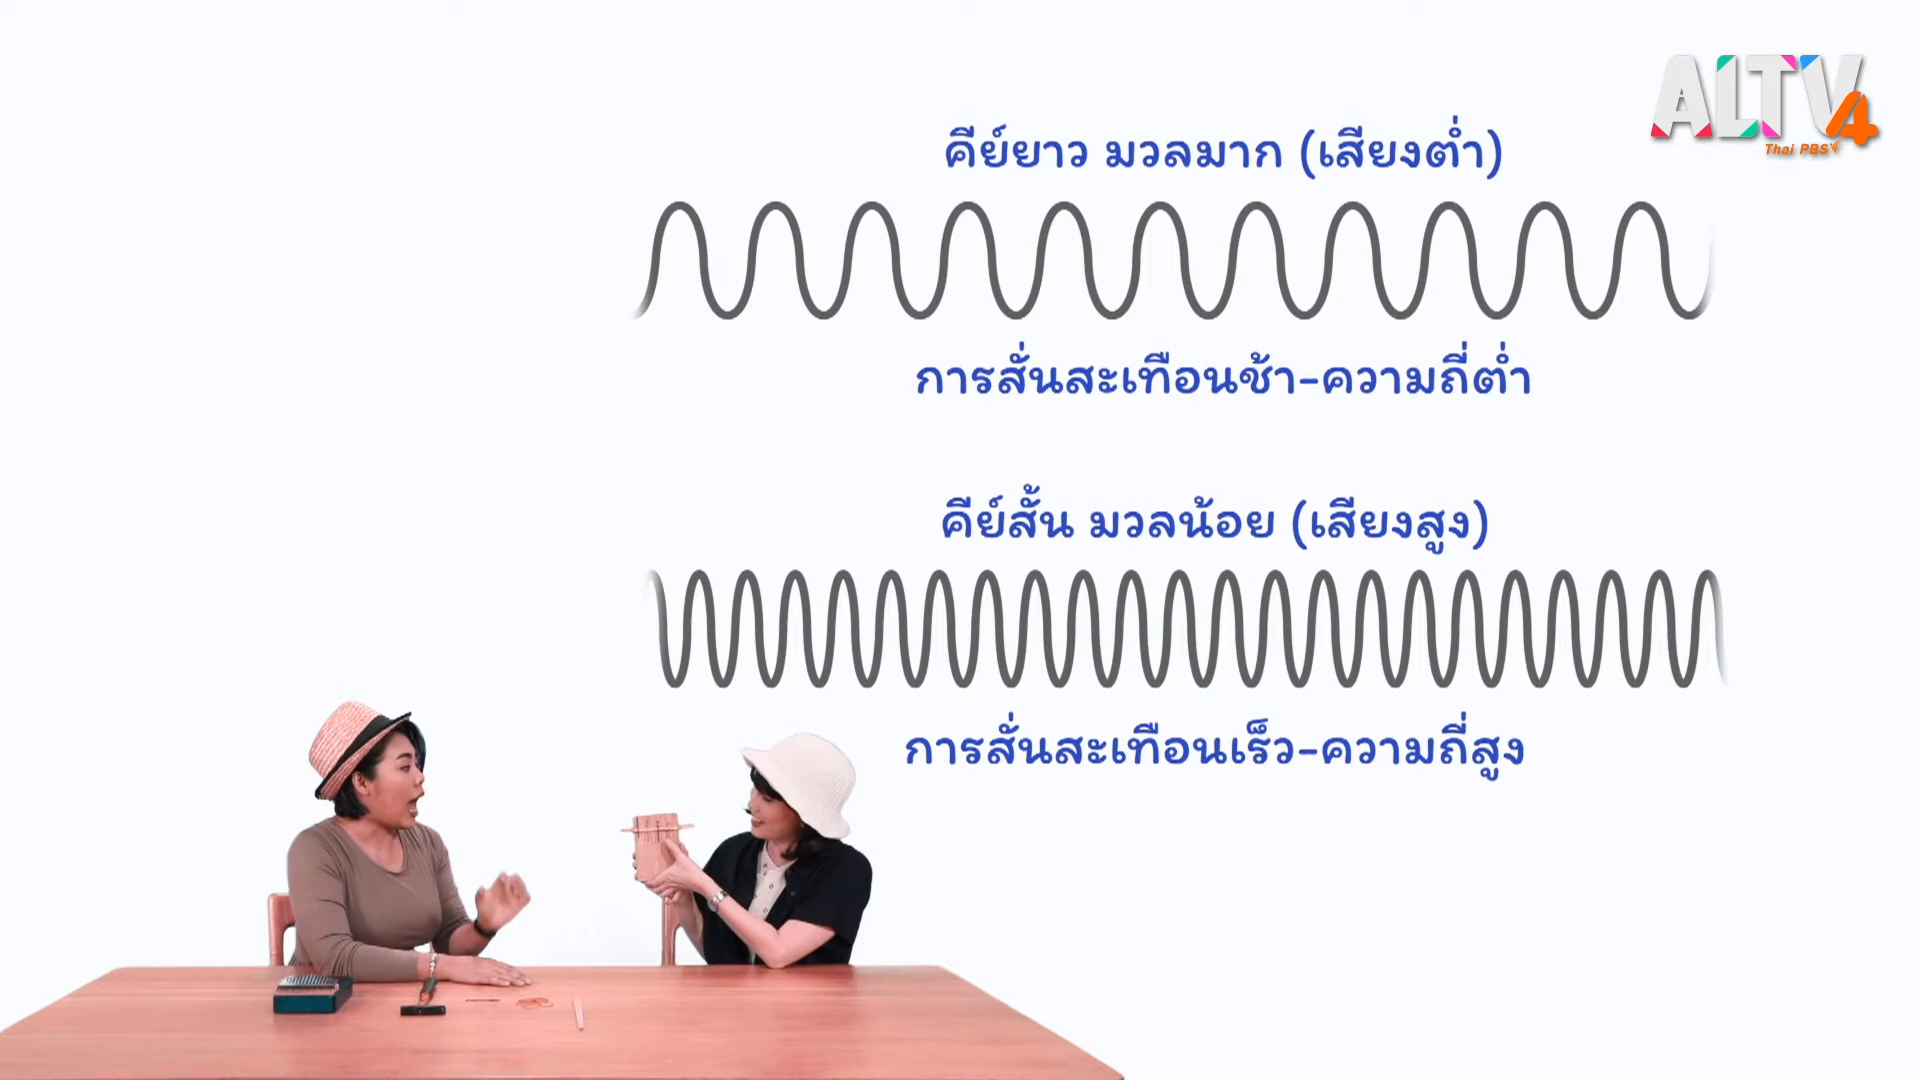 ALTV4
Thai PBS
คีย์ยาว มวลมาก (เสียงต่ำ)
การสั่นสะเทือนช้า-ความถี่ต่ำ
คีย์สั้น มวลน้อย (เสียงสูง)
การสั่นสะเทือนเร็ว-ความถี่สูง